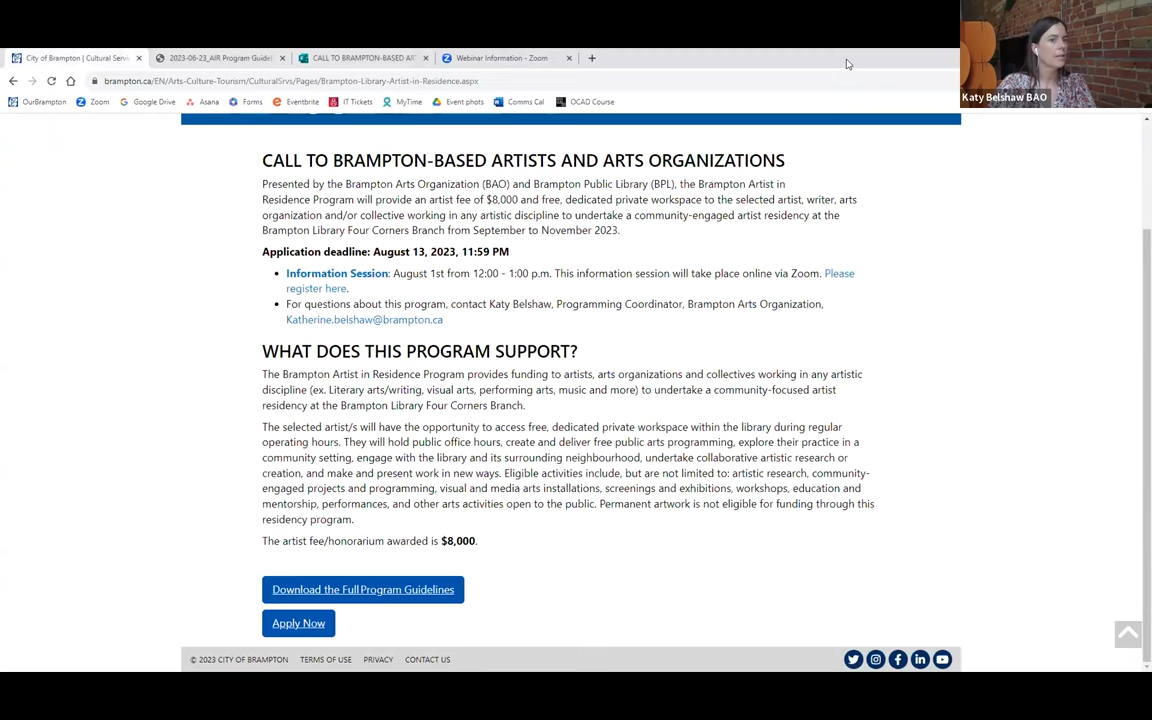 City of Brampton | Cultural Serv
2023-06-23_AIR Program Guidel
CALL TO BRAMPTON-BASED AR
Webinar Information - Zoom
brampton.ca/EN/Arts-Culture-Tourism/CulturalSrvs/Pages/Brampton-Library-Artist-in-Residence.aspx
OurBrampton Zoom Google Drive Asana Forms Eventbrite IT Tickets MyTime Event photos Comms Cal OCAD Course
Katy Belshaw BAO
CALL TO BRAMPTON-BASED ARTISTS AND ARTS ORGANIZATIONS
Presented by the Brampton Arts Organization (BAO) and Brampton Public Library (BPL), the Brampton Artist in
Residence Program will provide an artist fee of $8,000 and free, dedicated private workspace to the selected artist, writer, arts
organization and/or collective working in any artistic discipline to undertake a community-engaged artist residency at the
Brampton Library Four Corners Branch from September to November 2023.
Application deadline: August 13, 2023, 11:59 PM
• Information Session: August 1st from 12:00 - 1:00 p.m. This information session will take place online via Zoom. Please
register here.
• For questions about this program, contact Katy Belshaw, Programming Coordinator, Brampton Arts Organization,
Katherine.belshaw@brampton.ca
WHAT DOES THIS PROGRAM SUPPORT?
The Brampton Artist in Residence Program provides funding to artists, arts organizations and collectives working in any artistic
discipline (ex. Literary arts/writing, visual arts, performing arts, music and more) to undertake a community-focused artist
residency at the Brampton Library Four Corners Branch.
The selected artist/s will have the opportunity to access free, dedicated private workspace within the library during regular
operating hours. They will hold public office hours, create and deliver free public arts programming, explore their practice in a
community setting, engage with the library and its surrounding neighbourhood, undertake collaborative artistic research or
creation, and make and present work in new ways. Eligible activities include, but are not limited to: artistic research, community-
engaged projects and programming, visual and media arts installations, screenings and exhibitions, workshops, education and
mentorship, performances, and other arts activities open to the public. Permanent artwork is not eligible for funding through this
residency program.
The artist fee/honorarium awarded is $8,000.
Download the Full Program Guidelines
Apply Now
© 2023 CITY OF BRAMPTON TERMS OF USE PRIVACY CONTACT US